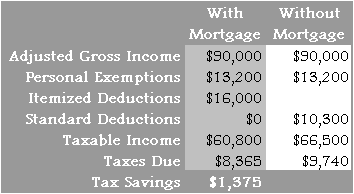 With Without
Mortgage Mortgage
Adjusted Gross Income $90,000 $90,000
Personal Exemptions $13,200 $13,200
Itemized Deductions $16,000
Standard Deductions $0 $10,300
Taxable Income $60,800 $66,500
Taxes Due $8,365 $9,740
Tax Savings $1,375